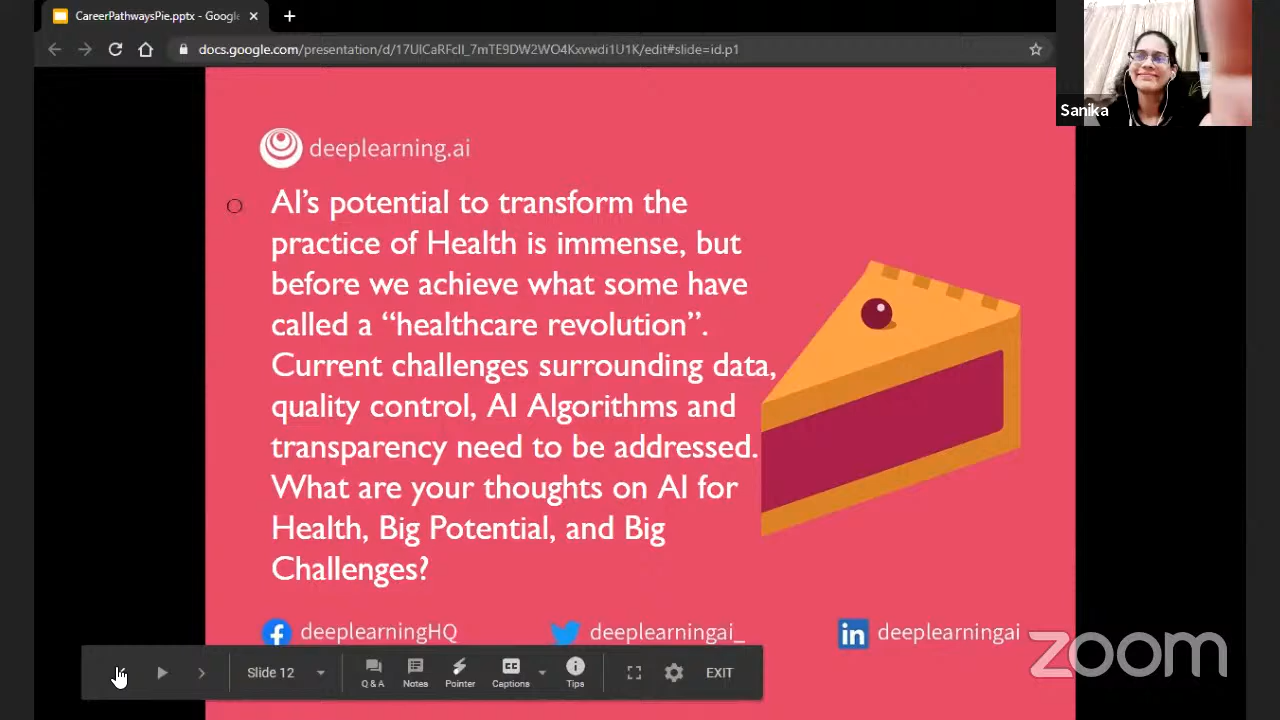 CareerPathwaysPie.pptx - Google
docs.google.com/presentation/d/17UlCaRFcIl_7mTE9DW2WO4Kxvwdi1U1K/edit#slide=id.p1
Sanika
deeplearning.ai
AI’s potential to transform the
practice of Health is immense, but
before we achieve what some have
called a “healthcare revolution”.
Current challenges surrounding data,
quality control, AI Algorithms and
transparency need to be addressed.
What are your thoughts on AI for
Health, Big Potential, and Big
Challenges?
deeplearningHQ
deeplearningai_
deeplearningai
zoom
Slide 12
Q & A
Notes
Pointer
CC
Captions
Tips
EXIT